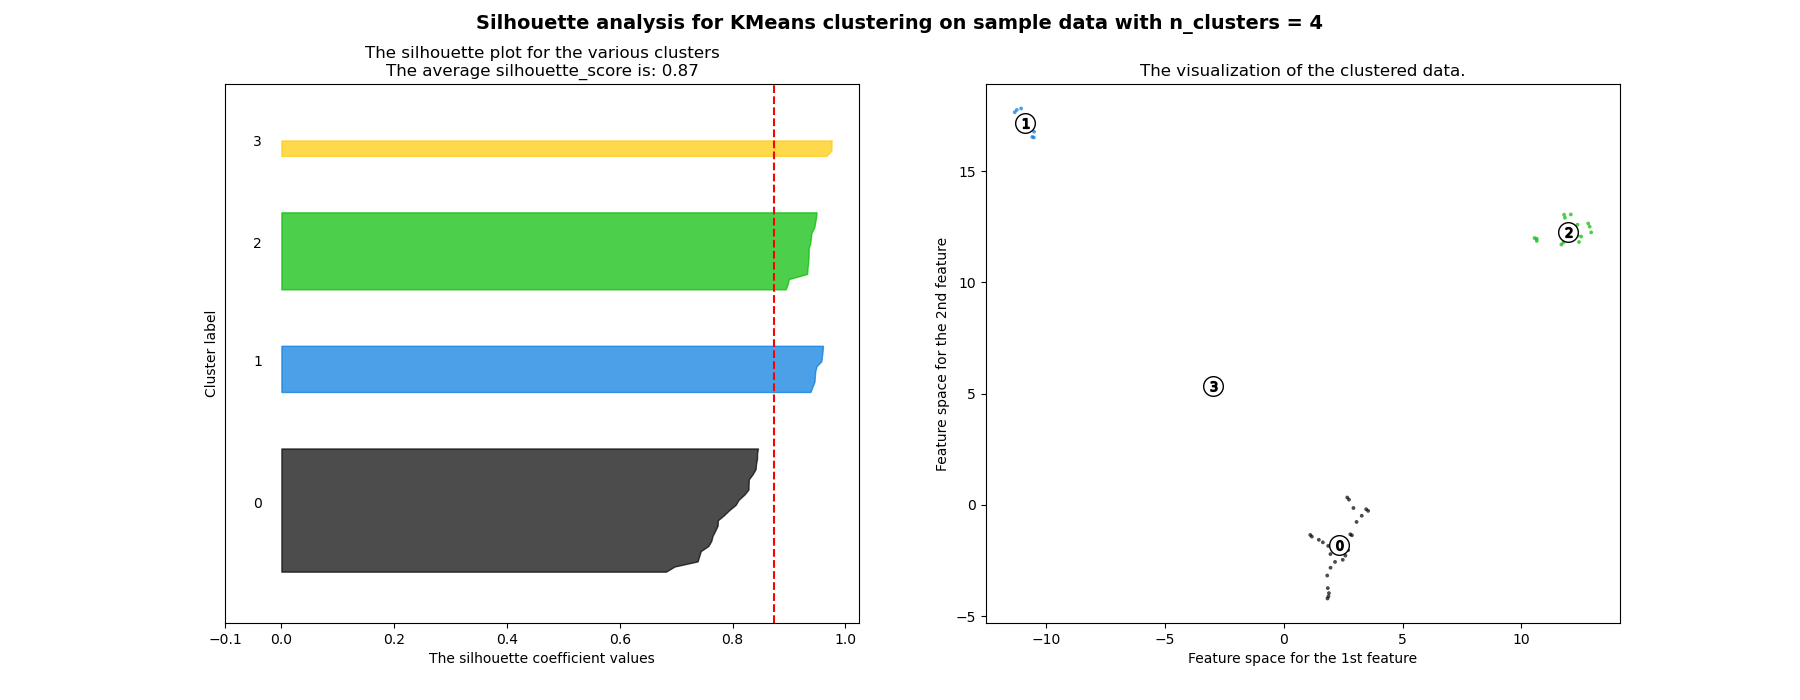 Silhouette analysis for KMeans clustering on sample data with n_clusters = 4
The silhouette plot for the various clusters
The average silhouette_score is: 0.87
3
2
1
0
Cluster label
−0.1 0.0 0.2 0.4 0.6 0.8 1.0
The silhouette coefficient values
The visualization of the clustered data.
1
2
3
0
15
10
5
0
−5
Feature space for the 2nd feature
−10 −5 0 5 10
Feature space for the 1st feature